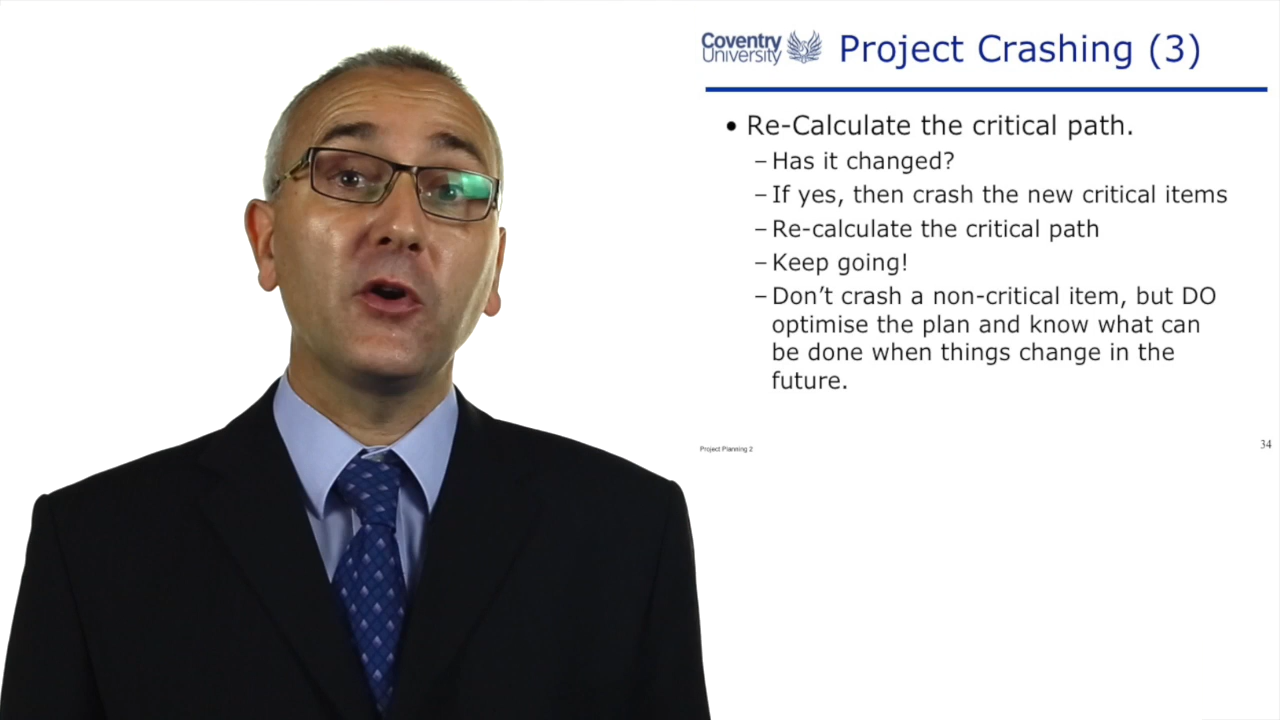 Coventry
University
Project Crashing (3)
• Re-Calculate the critical path.
– Has it changed?
– If yes, then crash the new critical items
– Re-calculate the critical path
– Keep going!
– Don’t crash a non-critical item, but DO
optimise the plan and know what can
be done when things change in the
future.
Project Planning 2
34